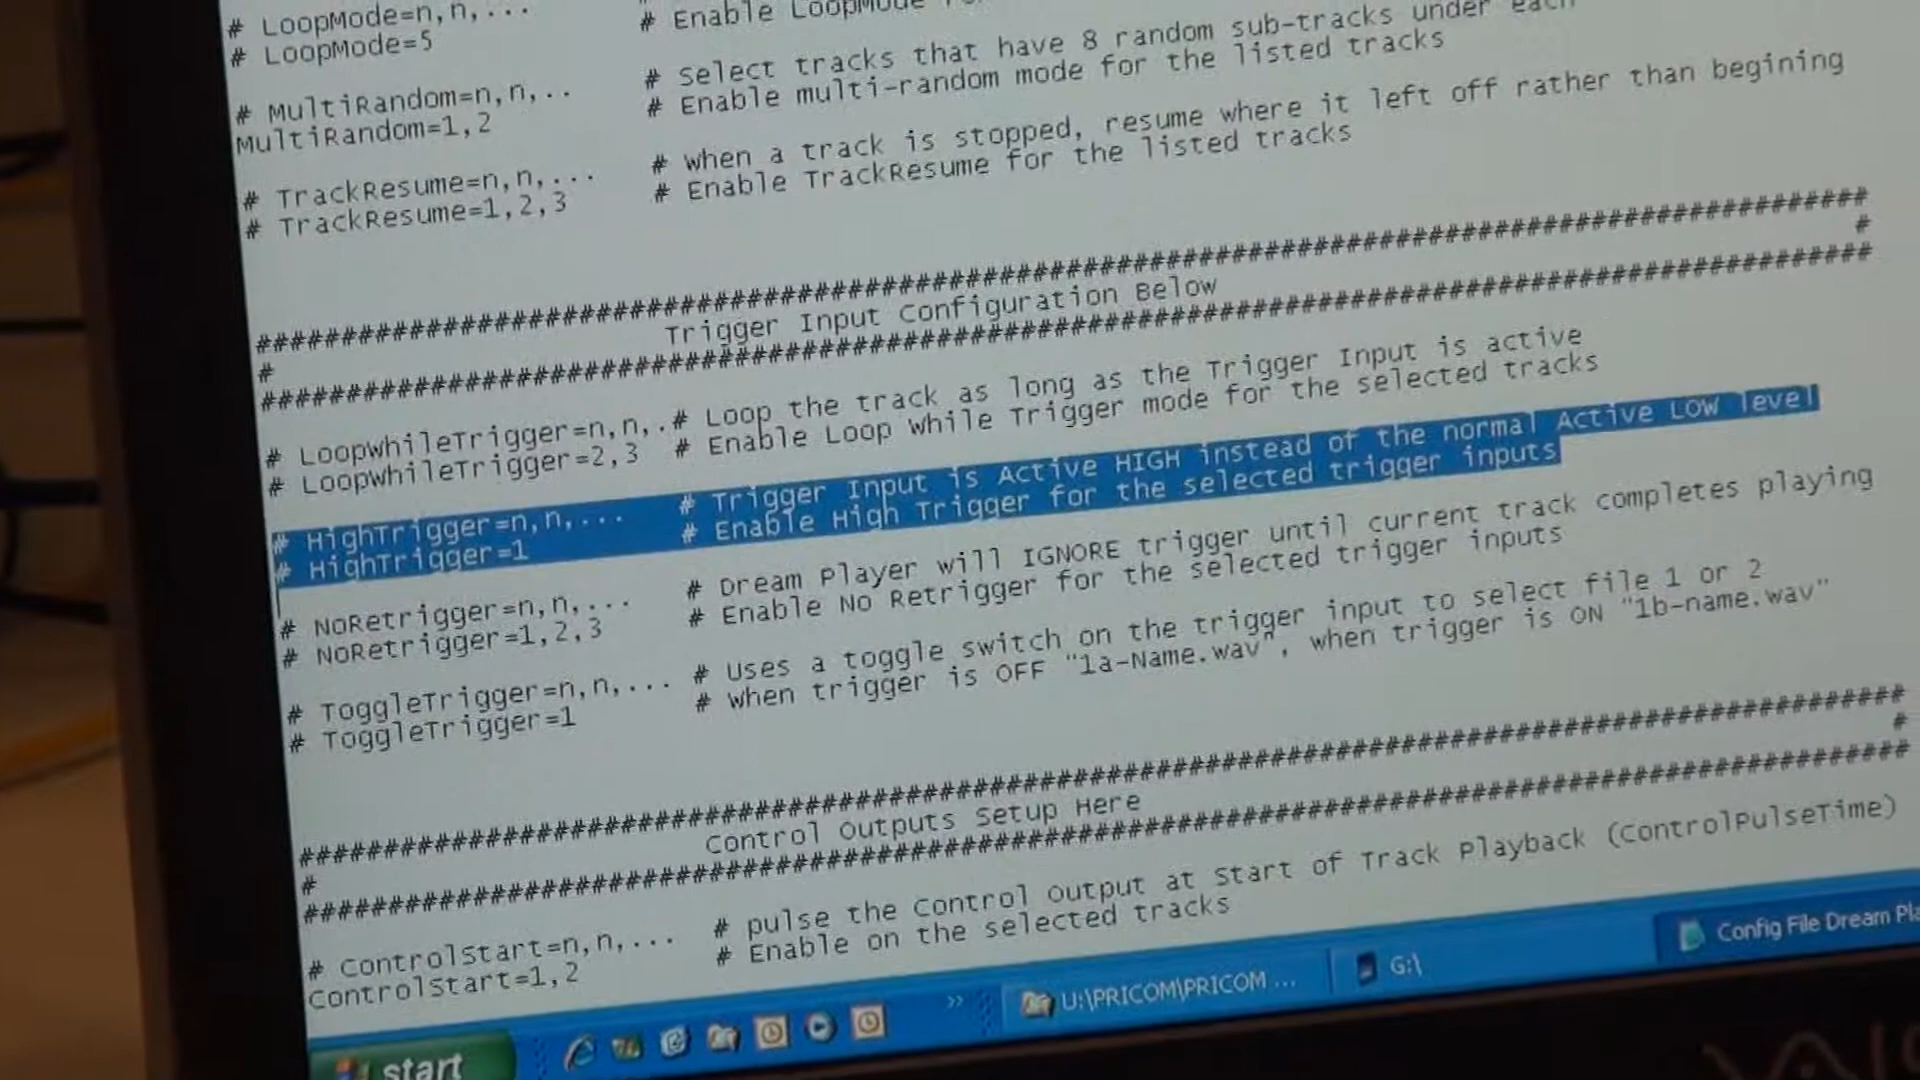 # LoopMode=n,n,... # Enable LoopMode
# LoopMode=5
# Select tracks that have 8 random sub-tracks under each
# MultiRandom=n,n,.. # Enable multi-random mode for the listed tracks
MultiRandom=1,2
# when a track is stopped, resume where it left off rather than begining
# TrackResume=n,n,... # Enable TrackResume for the listed tracks
# TrackResume=1,2,3
####################################################################################################
# Trigger Input Configuration Below #
####################################################################################################
# LoopWhileTrigger=n,n,.# Loop the track as long as the Trigger Input is active
# LoopWhileTrigger=2,3 # Enable Loop while Trigger mode for the selected tracks
# HighTrigger=n,n,... # Trigger Input is Active HIGH instead of the normal Active Low level
# HighTrigger=1 # Enable High Trigger for the selected trigger inputs
# NoRetrigger=n,n,... # Dream Player will IGNORE trigger until current track completes playing
# NoRetrigger=1,2,3 # Enable No Retrigger for the selected trigger inputs
# ToggleTrigger=n,n,... # Uses a toggle switch on the trigger input to select file 1 or 2
# ToggleTrigger=1 # when trigger is OFF "1a-Name.wav", when trigger is ON "1b-name.wav"
####################################################################################################
# Control Outputs Setup Here #
####################################################################################################
# ControlStart=n,n,... # pulse the Control Output at Start of Track Playback (ControlPulseTime)
ControlStart=1,2 # Enable on the selected tracks
start
U:\PRICOM\PRICOM ...
G:\
Config File Dream Pla